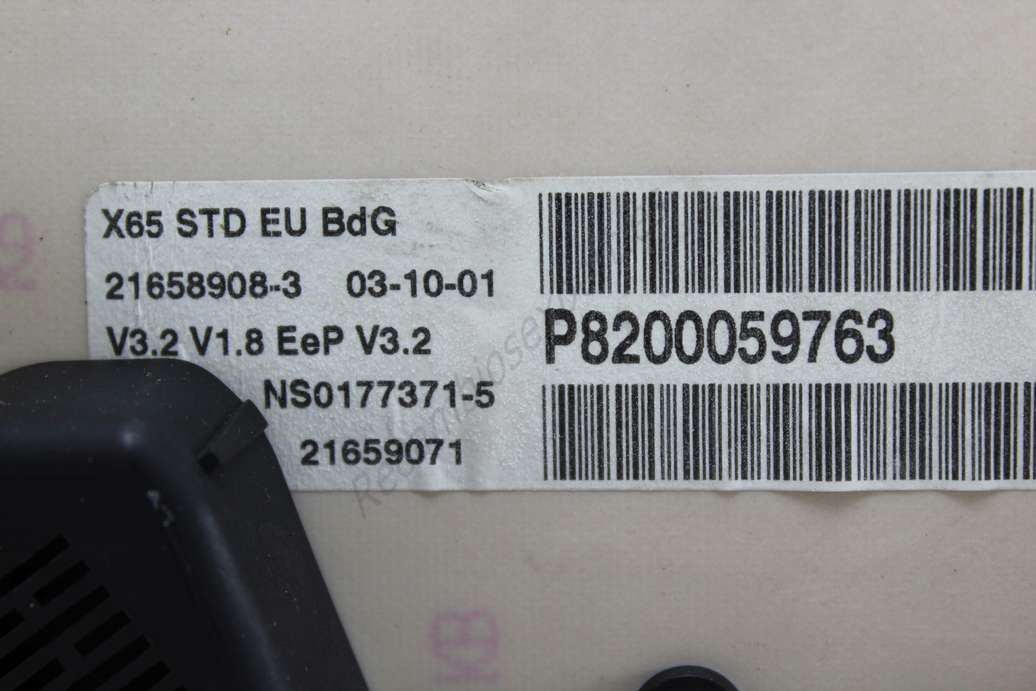 X65 STD EU BdG
21658908-3 03-10-01
V3.2 V1.8 EeP V3.2
NS0177371-5
21659071
P8200059763